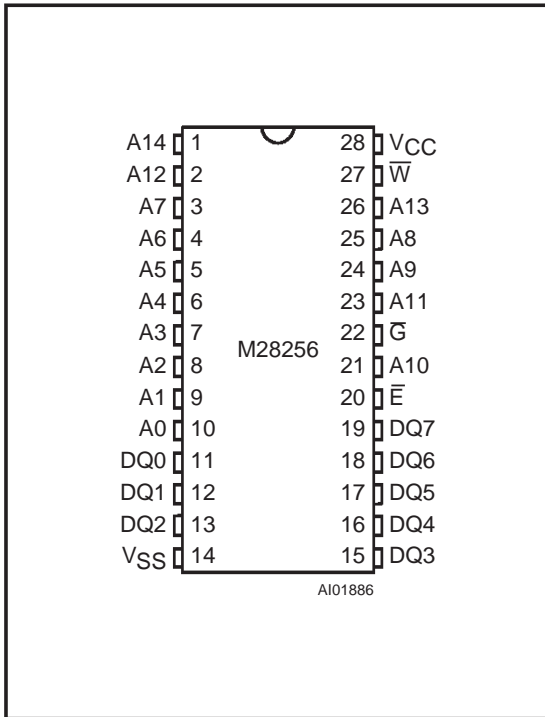 A14 1 28 VCC
A12 2 27 W̅
A7 3 26 A13
A6 4 25 A8
A5 5 24 A9
A4 6 23 A11
A3 7 22 G̅
A2 8 21 A10
M28256
A1 9 20 E̅
A0 10 19 DQ7
DQ0 11 18 DQ6
DQ1 12 17 DQ5
DQ2 13 16 DQ4
VSS 14 15 DQ3
AI01886